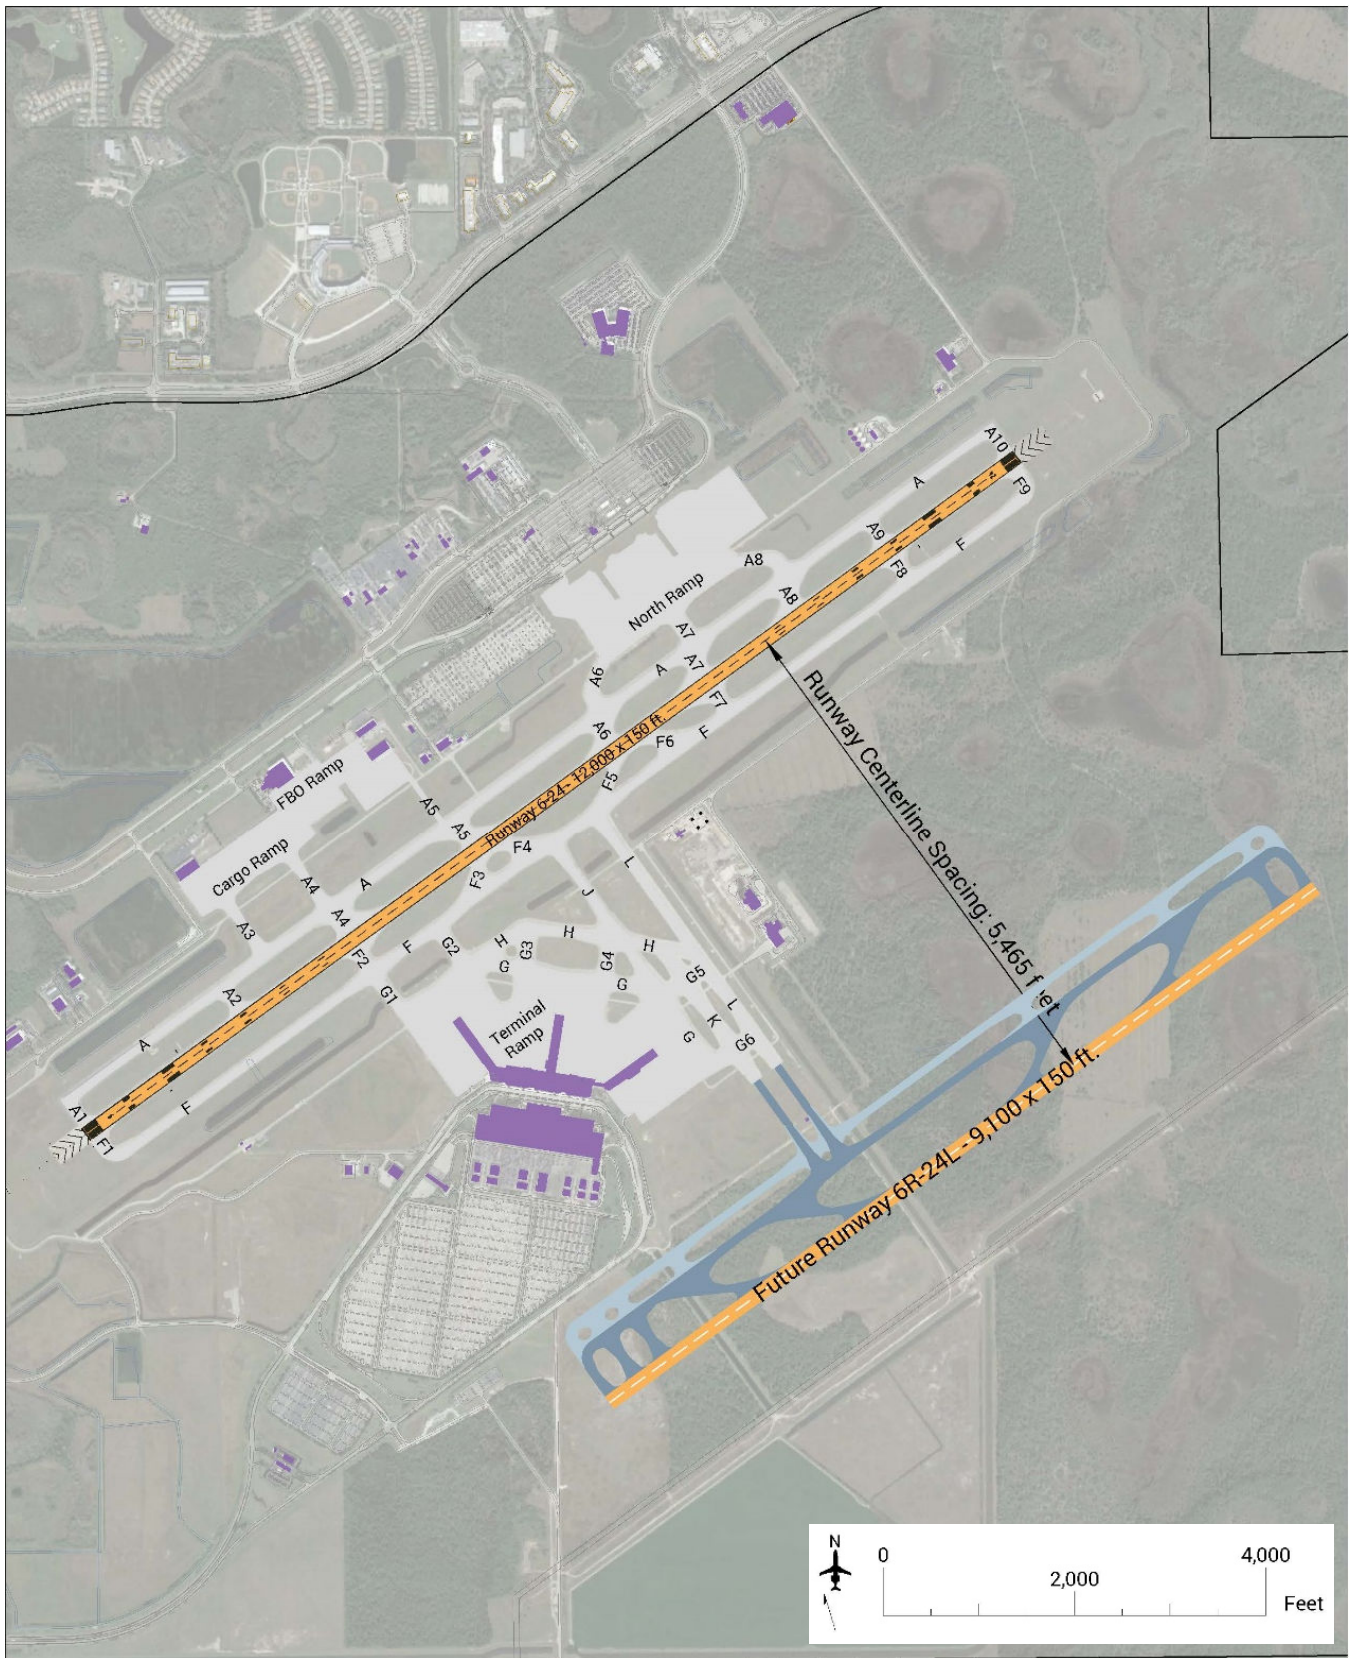 A10
F9
A
A9
F
F8
A8
A8
North Ramp
A7
A7
A
A6
F7
F
F6
A6
F5
Runway 6-24 - 12,000 x 150 ft.
Runway Centerline Spacing: 5,465 feet
FBO Ramp
A5
A5
F4
F3
L
J
Cargo Ramp
A4
A
A4
A3
F2
F
G2
H
G3
H
G4
H
G
G
G5
G1
A2
L
K
G
G6
Terminal
Ramp
A
F
A1
F1
Future Runway 6R-24L - 9,100 x 150 ft.
N
0
4,000
2,000
Feet